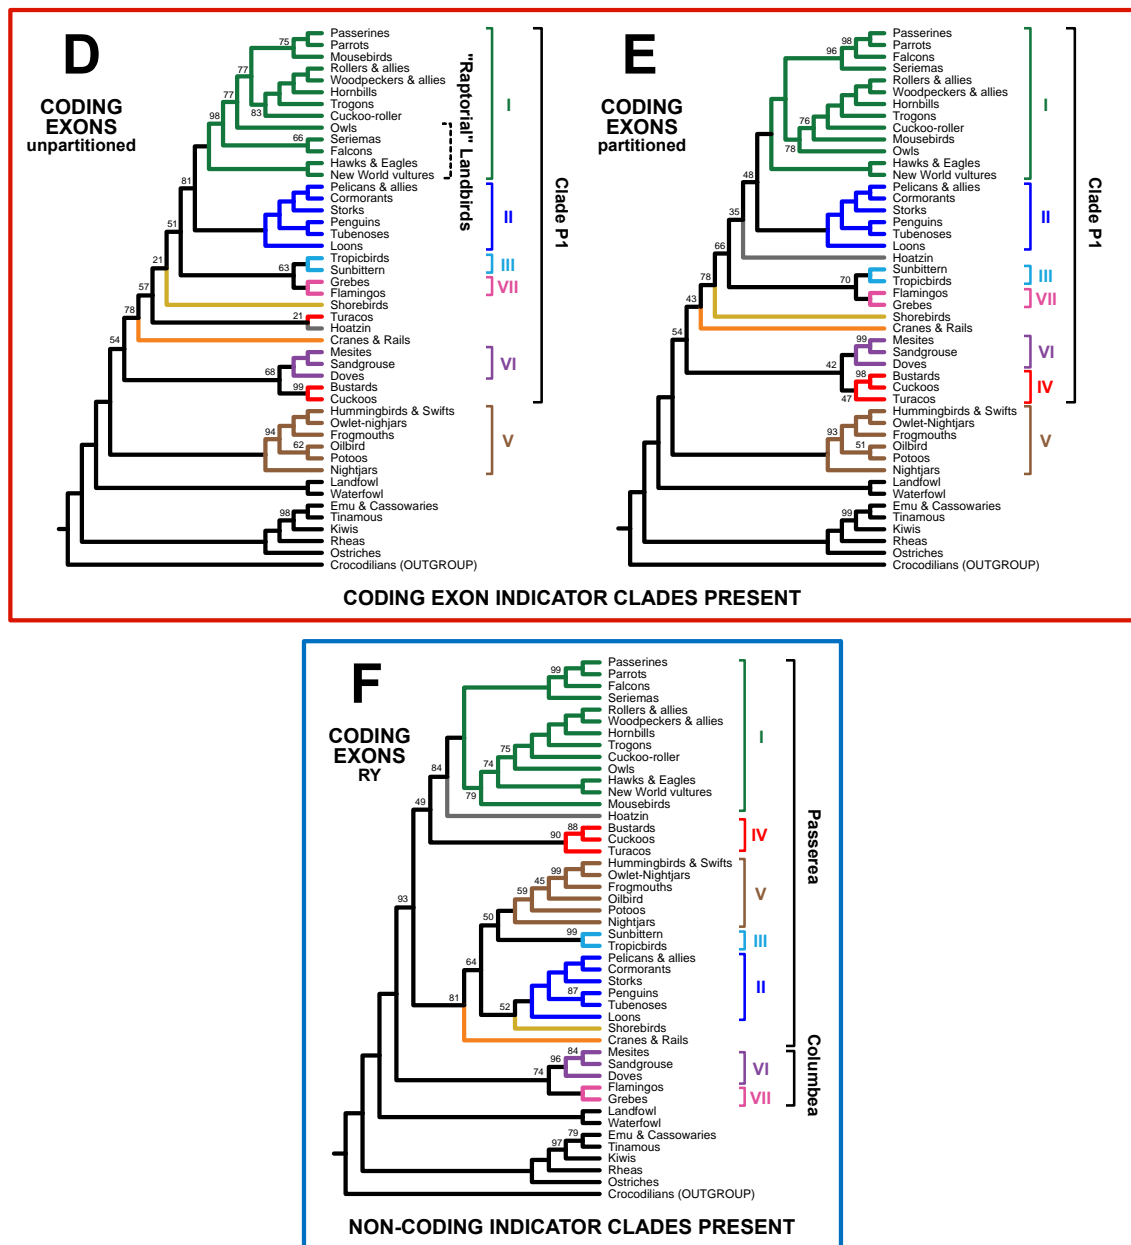 D
CODING
EXONS
unpartitioned
75
77
77
83
98
66
81
51
21
63
57
78
21
54
68
99
94
62
98
Passerines
Parrots
Mousebirds
Rollers & allies
Woodpeckers & allies
Hornbills
Trogons
Cuckoo-roller
Owls
Seriemas
Falcons
Hawks & Eagles
New World vultures
Pelicans & allies
Cormorants
Storks
Penguins
Tubenoses
Loons
Tropicbirds
Sunbittern
Grebes
Flamingos
Shorebirds
Turacos
Hoatzin
Cranes & Rails
Mesites
Sandgrouse
Doves
Bustards
Cuckoos
Hummingbirds & Swifts
Owlet-nighjars
Frogmouths
Oilbird
Potoos
Nightjars
Landfowl
Waterfowl
Emu & Cassowaries
Tinamous
Kiwis
Rheas
Ostriches
Crocodilians (OUTGROUP)
"Raptorial" Landbirds
I
II
III
VII
VI
V
Clade P1
E
CODING
EXONS
partitioned
98
96
76
78
48
35
66
70
78
43
54
99
42
98
47
93
51
99
Passerines
Parrots
Falcons
Seriemas
Rollers & allies
Woodpeckers & allies
Hornbills
Trogons
Cuckoo-roller
Mousebirds
Owls
Hawks & Eagles
New World vultures
Pelicans & allies
Cormorants
Storks
Penguins
Tubenoses
Loons
Hoatzin
Sunbittern
Tropicbirds
Flamingos
Grebes
Shorebirds
Cranes & Rails
Mesites
Sandgrouse
Doves
Bustards
Cuckoos
Turacos
Hummingbirds & Swifts
Owlet-Nightjars
Frogmouths
Oilbird
Potoos
Nightjars
Landfowl
Waterfowl
Emu & Cassowaries
Tinamous
Kiwis
Rheas
Ostriches
Crocodilians (OUTGROUP)
I
II
III
VII
VI
IV
V
Clade P1
CODING EXON INDICATOR CLADES PRESENT
F
CODING
EXONS
RY
99
75
74
79
84
49
88
90
99
45
59
50
99
93
64
87
81
52
84
96
74
79
97
Passerines
Parrots
Falcons
Seriemas
Rollers & allies
Woodpeckers & allies
Hornbills
Trogons
Cuckoo-roller
Owls
Hawks & Eagles
New World vultures
Mousebirds
Hoatzin
Bustards
Cuckoos
Turacos
Hummingbirds & Swifts
Owlet-Nightjars
Frogmouths
Oilbird
Potoos
Nightjars
Sunbittern
Tropicbirds
Pelicans & allies
Cormorants
Storks
Penguins
Tubenoses
Loons
Shorebirds
Cranes & Rails
Mesites
Sandgrouse
Doves
Flamingos
Grebes
Landfowl
Waterfowl
Emu & Cassowaries
Tinamous
Kiwis
Rheas
Ostriches
Crocodilians (OUTGROUP)
I
IV
V
III
II
VI
VII
Passerea
Columbea
NON-CODING INDICATOR CLADES PRESENT